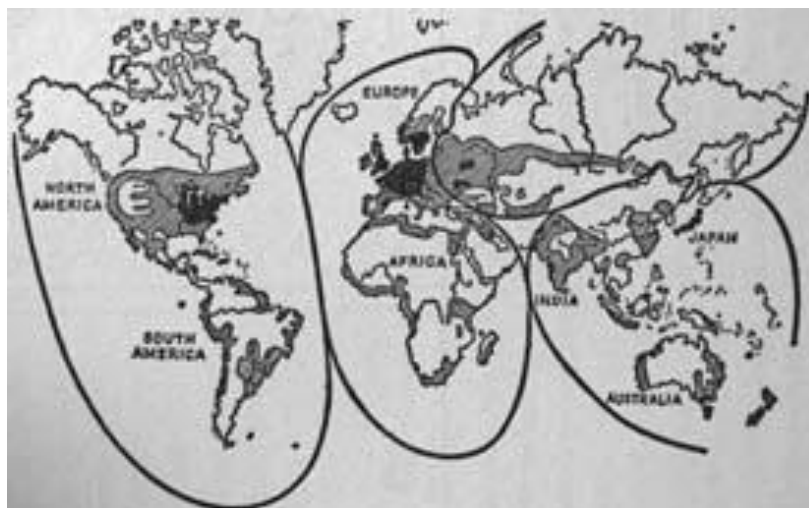 EUROPE
NORTH
AMERICA
AFRICA
JAPAN
INDIA
SOUTH
AMERICA
AUSTRALIA